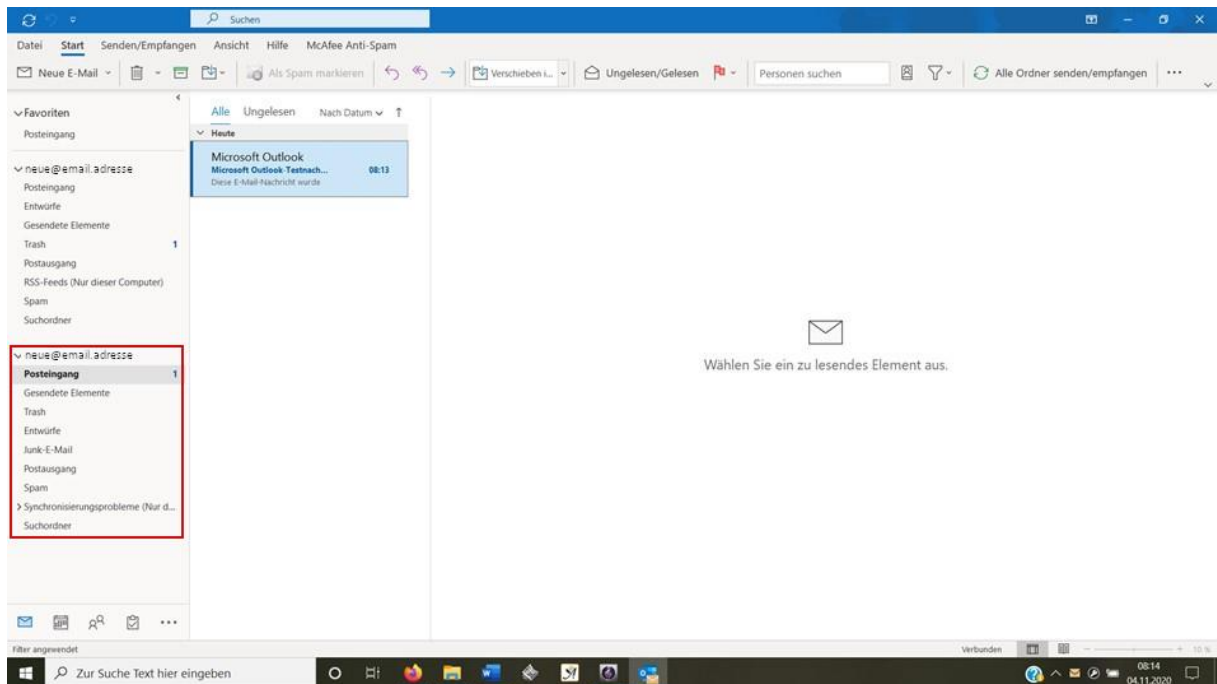 Suchen
Datei Start Senden/Empfangen Ansicht Hilfe McAfee Anti-Spam
Neue E-Mail Als Spam markieren Verschieben i... Ungelesen/Gelesen Personen suchen Alle Ordner senden/empfangen ...
Favoriten
Posteingang
neue@email.adresse
Posteingang
Entwürfe
Gesendete Elemente
Trash 1
Postausgang
RSS-Feeds (Nur dieser Computer)
Spam
Suchordner
neue@email.adresse
Posteingang 1
Gesendete Elemente
Trash
Entwürfe
Junk-E-Mail
Postausgang
Spam
Synchronisierungsprobleme (Nur d...
Suchordner
Alle Ungelesen Nach Datum
Heute
Microsoft Outlook
Microsoft Outlook-Testnach... 08:13
Diese E-Mail-Nachricht wurde
Wählen Sie ein zu lesendes Element aus.
Filter angewendet
Verbunden 10 %
Zur Suche Text hier eingeben
08:14
04.11.2020